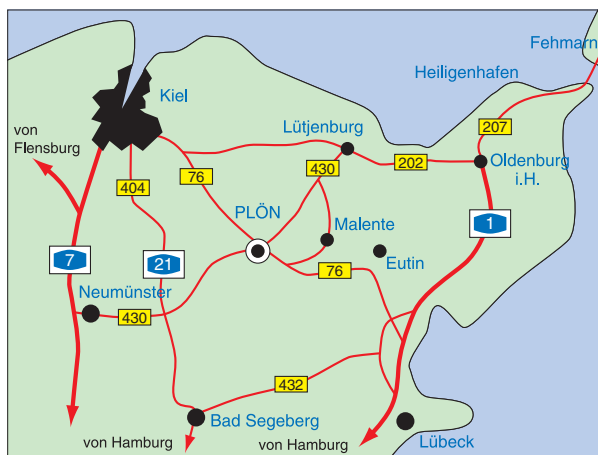 Fehmarn
Heiligenhafen
Kiel
207
von
Flensburg
Lütjenburg
404
76
430
202
Oldenburg
i.H.
PLÖN
Malente
1
7
21
Eutin
76
Neumünster
430
432
Bad Segeberg
von Hamburg
von Hamburg
Lübeck